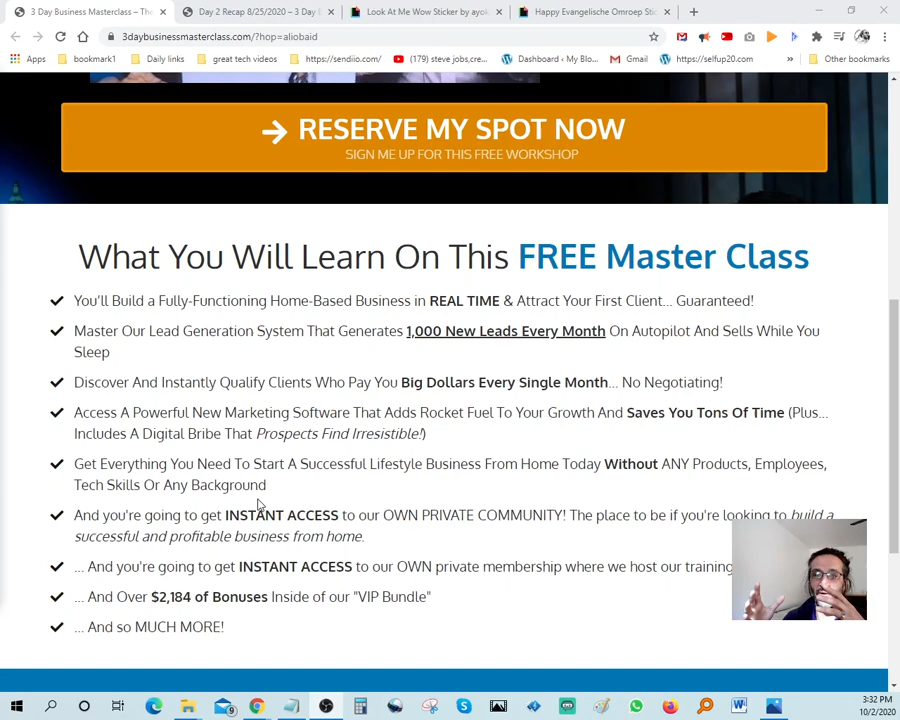 3 Day Business Masterclass –
Day 2 Recap 8/25/2020 – 3 Day
Look At Me Wow Sticker by ayok
Happy Evangelische Omroep Stic
3daybusinessmasterclass.com/?hop=aliobaid
Apps
bookmark1
Daily links
great tech videos
https://sendiio.com/
(179) steve jobs,cre...
Dashboard ‹ My Blo...
Gmail
https://selfup20.com
»
Other bookmarks
RESERVE MY SPOT NOW
SIGN ME UP FOR THIS FREE WORKSHOP
What You Will Learn On This FREE Master Class
You'll Build a Fully-Functioning Home-Based Business in REAL TIME & Attract Your First Client... Guaranteed!
Master Our Lead Generation System That Generates 1,000 New Leads Every Month On Autopilot And Sells While You
Sleep
Discover And Instantly Qualify Clients Who Pay You Big Dollars Every Single Month... No Negotiating!
Access A Powerful New Marketing Software That Adds Rocket Fuel To Your Growth And Saves You Tons Of Time (Plus...
Includes A Digital Bribe That Prospects Find Irresistible!)
Get Everything You Need To Start A Successful Lifestyle Business From Home Today Without ANY Products, Employees,
Tech Skills Or Any Background
And you're going to get INSTANT ACCESS to our OWN PRIVATE COMMUNITY! The place to be if you're looking to build a
successful and profitable business from home.
... And you're going to get INSTANT ACCESS to our OWN private membership where we host our training
... And Over $2,184 of Bonuses Inside of our "VIP Bundle"
... And so MUCH MORE!
3:32 PM
10/2/2020